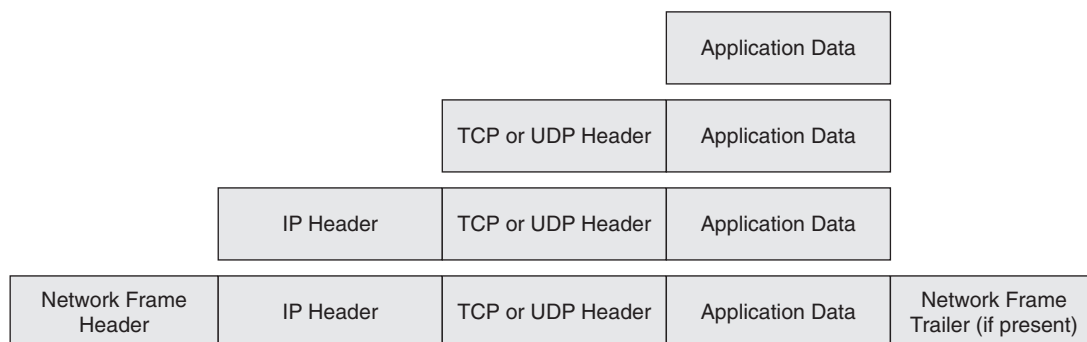 Application Data
TCP or UDP Header Application Data
IP Header TCP or UDP Header Application Data
Network Frame
Header
IP Header TCP or UDP Header Application Data
Network Frame
Trailer (if present)